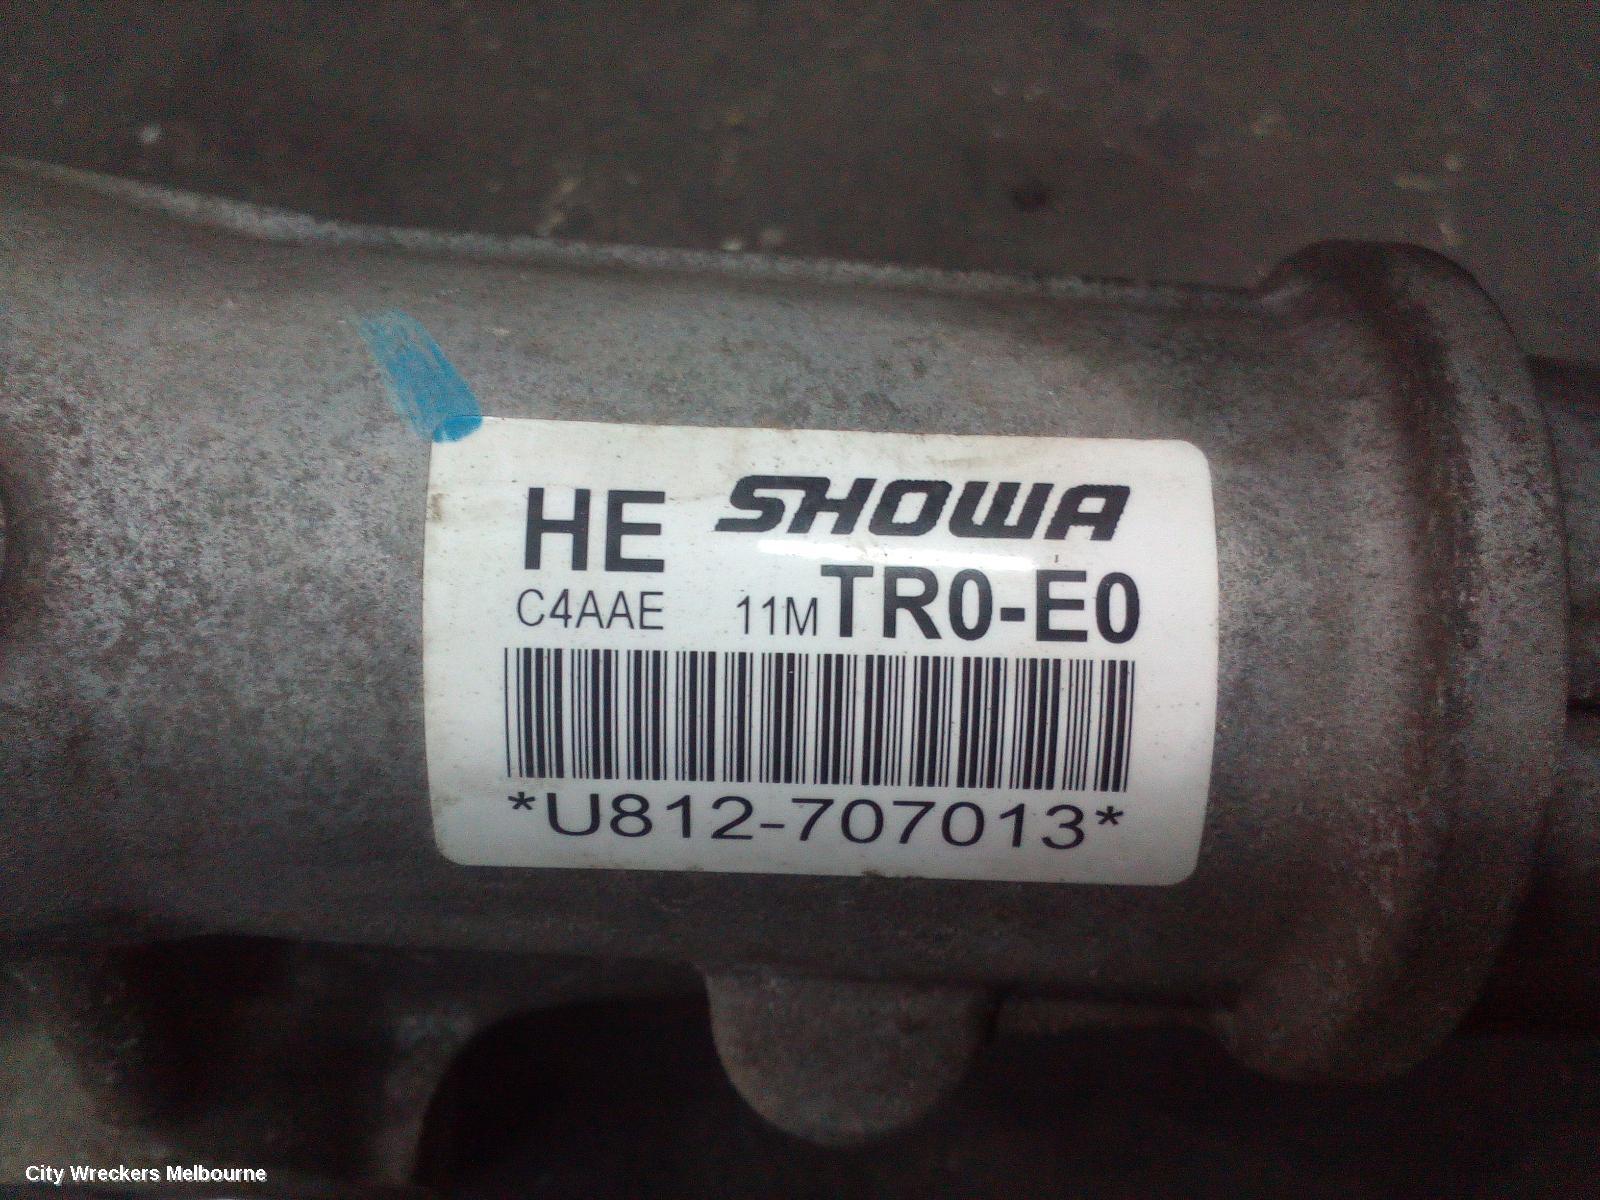 HE SHOWA
C4AAE 11M TR0-E0
*U812-707013*
City Wreckers Melbourne